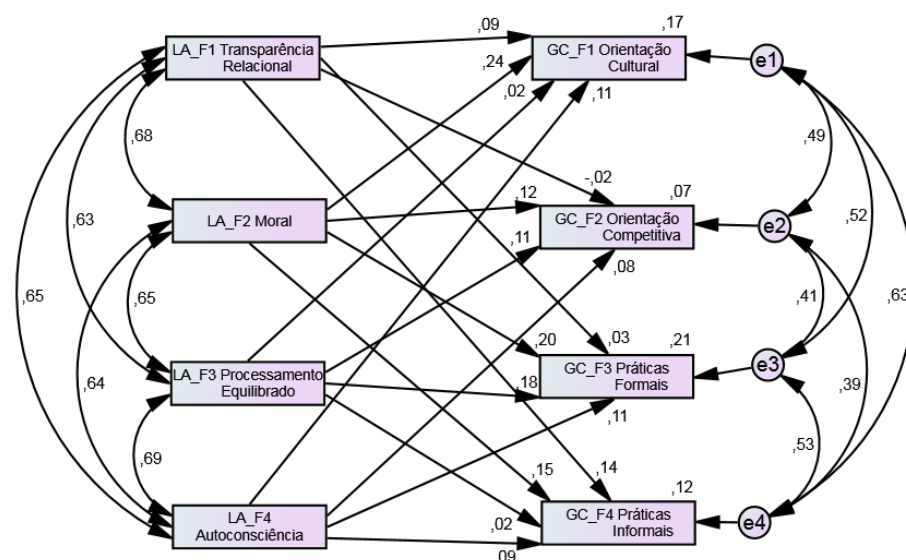 LA_F1 Transparência
Relacional
,09
,17
GC_F1 Orientação
Cultural
e1
,24
,02
,11
,68
,49
-,02
,07
LA_F2 Moral
,12
GC_F2 Orientação
Competitiva
e2
,63
,52
,11
,08
,65
,65
,41
,63
,20
,03
,21
LA_F3 Processamento
Equilibrado
,18
GC_F3 Práticas
Formais
e3
,64
,39
,11
,69
,53
,15
,14
,12
LA_F4
Autoconsciência
,02
GC_F4 Práticas
Informais
e4
,09